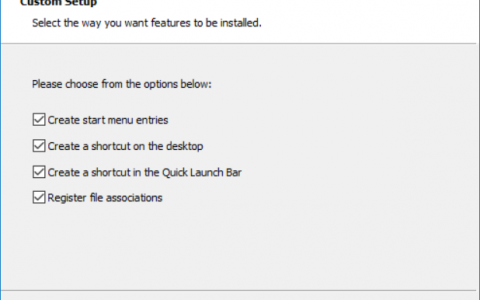 Custom Setup
Select the way you want features to be installed.
Please choose from the options below:
Create start menu entries
Create a shortcut on the desktop
Create a shortcut in the Quick Launch Bar
Register file associations